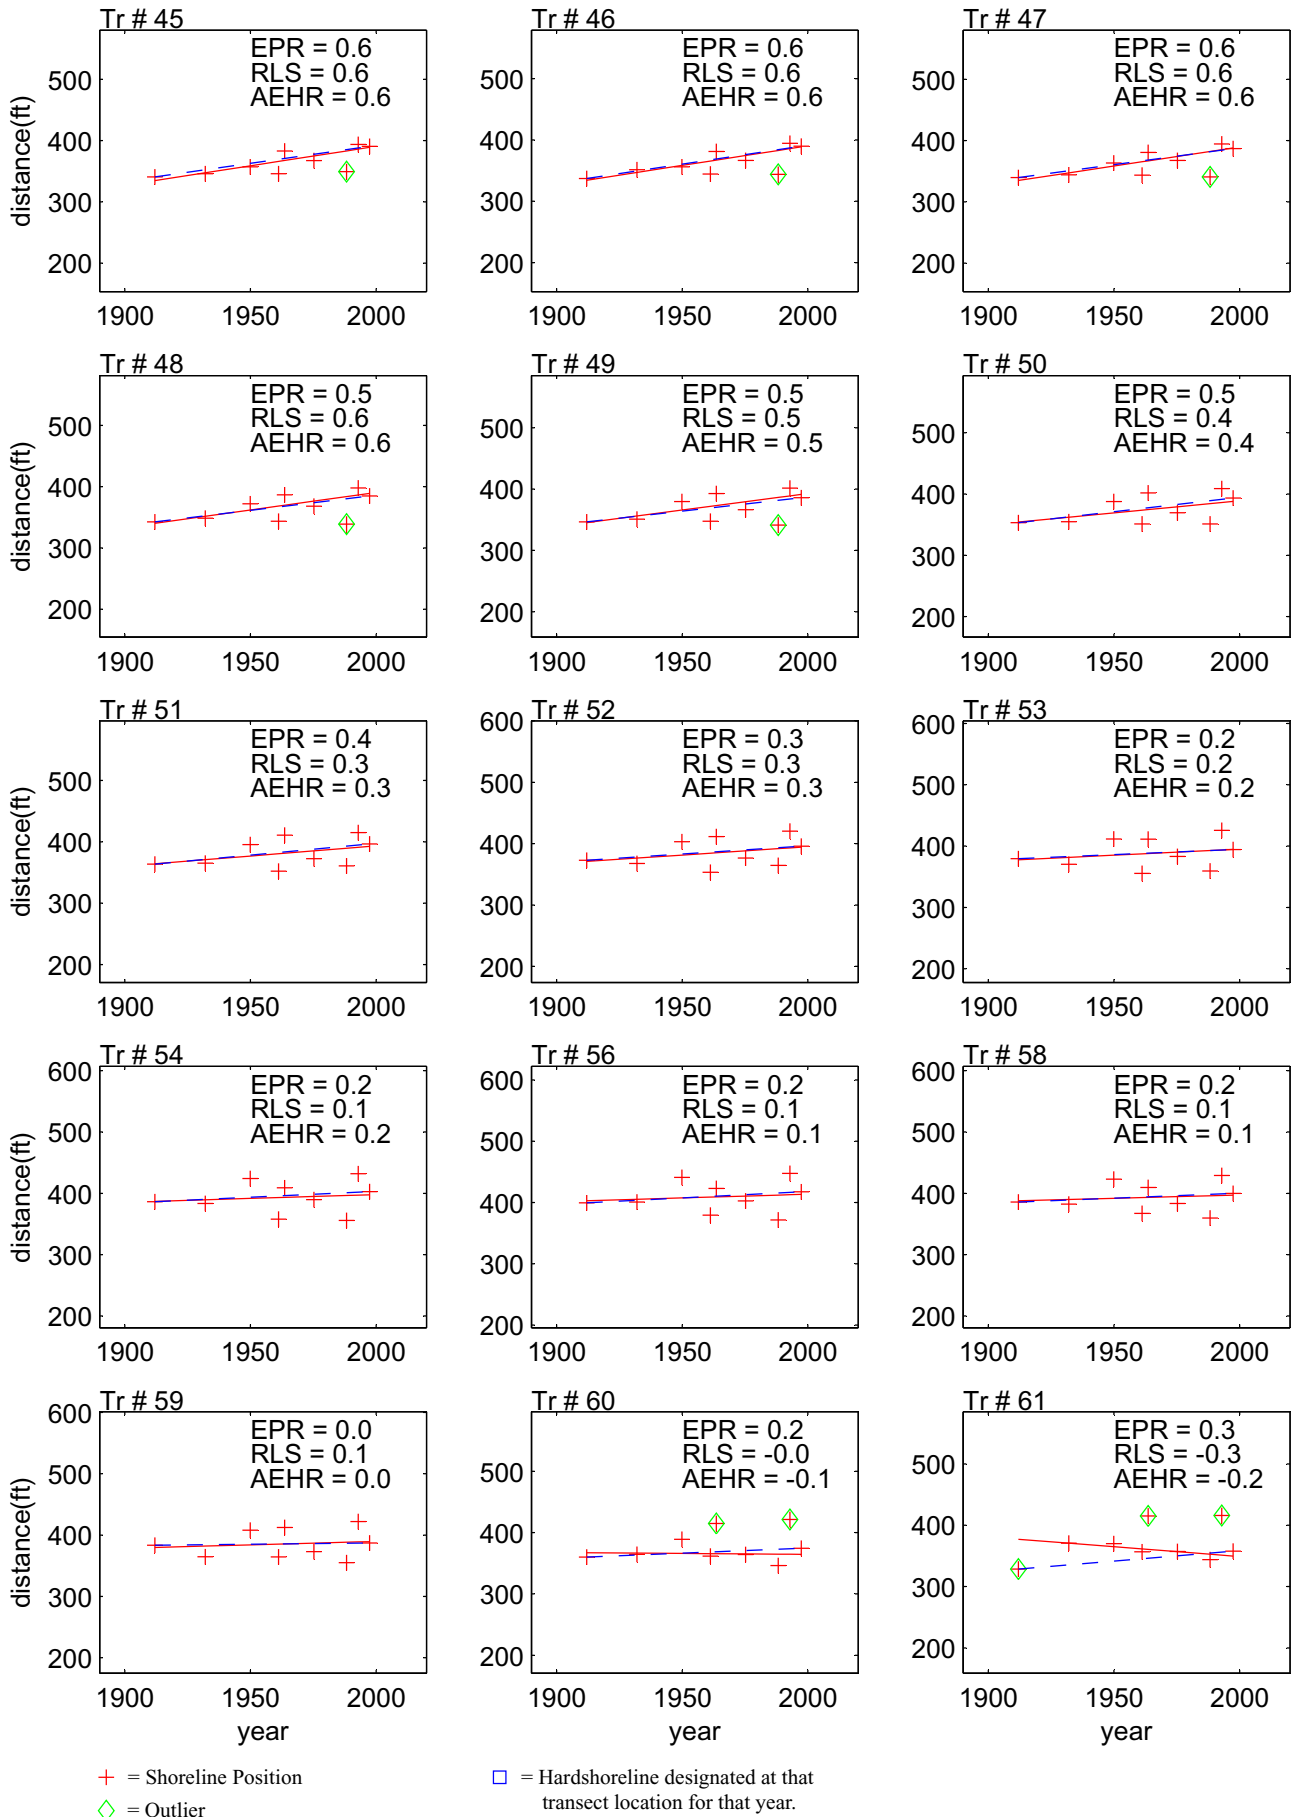 Tr # 45
EPR = 0.6
RLS = 0.6
AEHR = 0.6
500
400
300
200
distance(ft)
1900 1950 2000
Tr # 46
EPR = 0.6
RLS = 0.6
AEHR = 0.6
500
400
300
200
1900 1950 2000
Tr # 47
EPR = 0.6
RLS = 0.6
AEHR = 0.6
500
400
300
200
1900 1950 2000
Tr # 48
EPR = 0.5
RLS = 0.6
AEHR = 0.6
500
400
300
200
distance(ft)
1900 1950 2000
Tr # 49
EPR = 0.5
RLS = 0.5
AEHR = 0.5
500
400
300
200
1900 1950 2000
Tr # 50
EPR = 0.5
RLS = 0.4
AEHR = 0.4
500
400
300
200
1900 1950 2000
Tr # 51
EPR = 0.4
RLS = 0.3
AEHR = 0.3
500
400
300
200
distance(ft)
1900 1950 2000
Tr # 52
EPR = 0.3
RLS = 0.3
AEHR = 0.3
600
500
400
300
200
1900 1950 2000
Tr # 53
EPR = 0.2
RLS = 0.2
AEHR = 0.2
600
500
400
300
200
1900 1950 2000
Tr # 54
EPR = 0.2
RLS = 0.1
AEHR = 0.2
600
500
400
300
200
distance(ft)
1900 1950 2000
Tr # 56
EPR = 0.2
RLS = 0.1
AEHR = 0.1
600
500
400
300
200
1900 1950 2000
Tr # 58
EPR = 0.2
RLS = 0.1
AEHR = 0.1
600
500
400
300
200
1900 1950 2000
Tr # 59
EPR = 0.0
RLS = 0.1
AEHR = 0.0
600
500
400
300
200
distance(ft)
1900 1950 2000
year
Tr # 60
EPR = 0.2
RLS = -0.0
AEHR = -0.1
500
400
300
200
1900 1950 2000
year
Tr # 61
EPR = 0.3
RLS = -0.3
AEHR = -0.2
500
400
300
200
1900 1950 2000
year
= Shoreline Position
= Outlier
= Hardshoreline designated at that
transect location for that year.